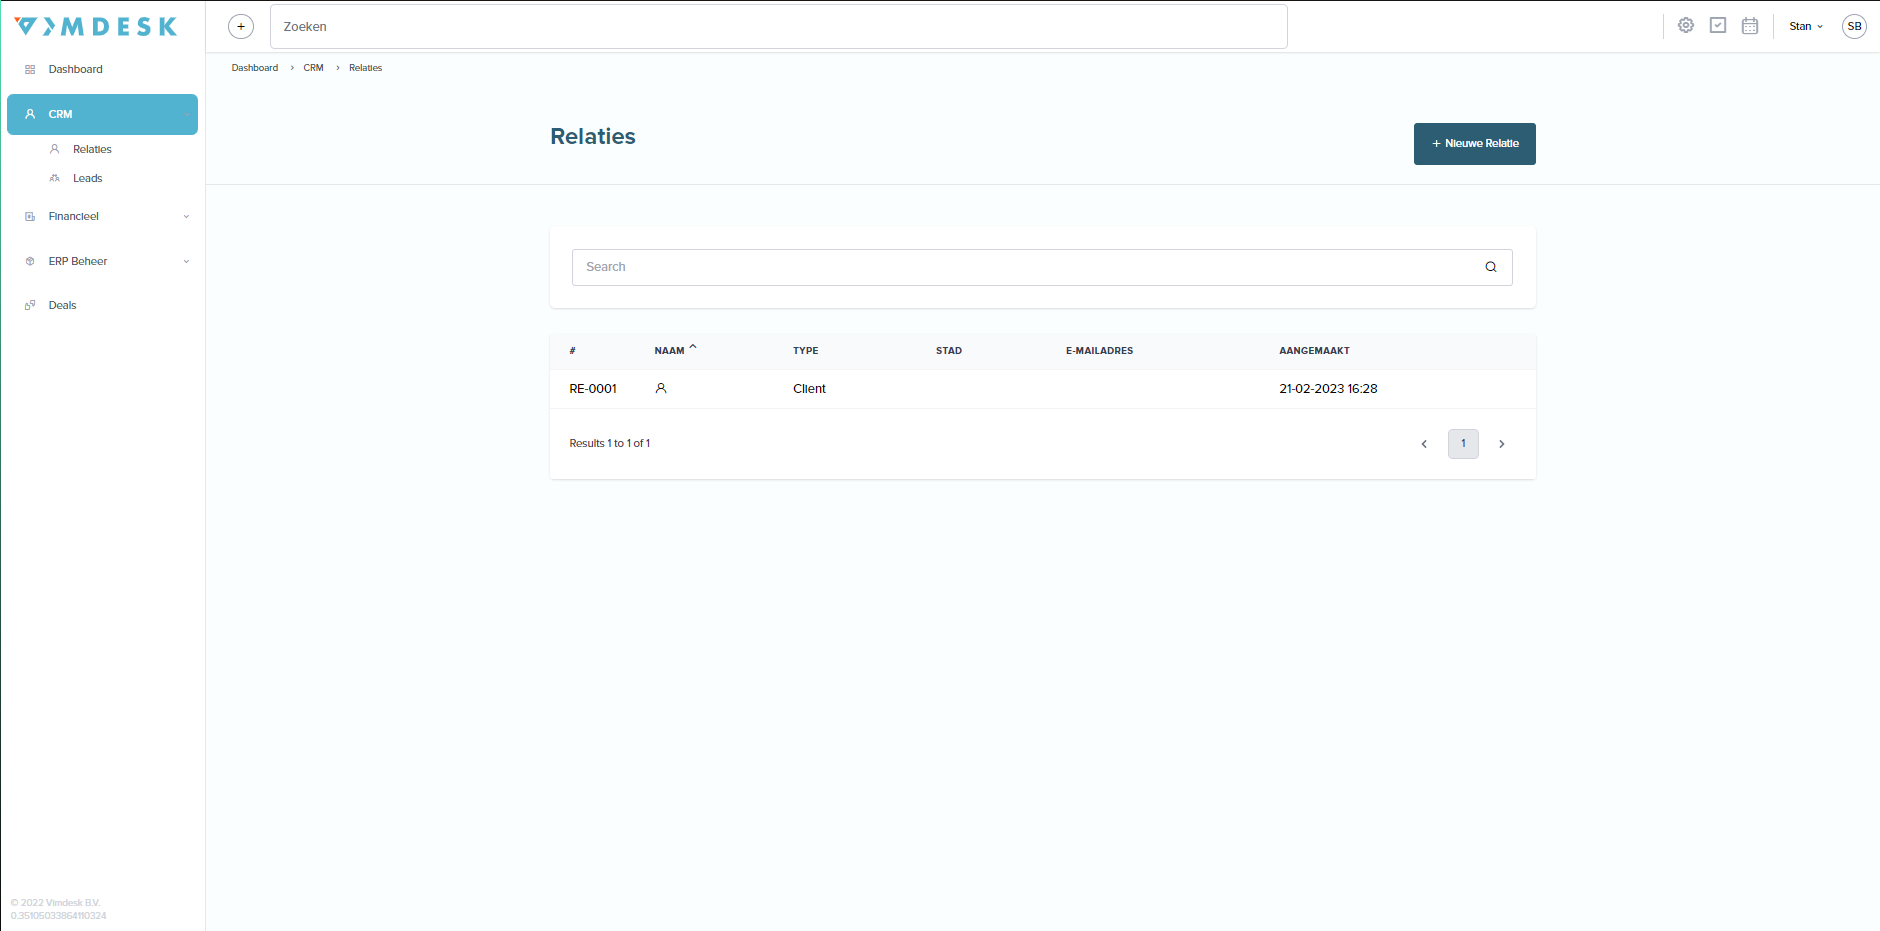 VIMDESK
+
Zoeken
Stan
SB
Dashboard
CRM
Relaties
Leads
Financieel
ERP Beheer
Deals
Dashboard > CRM > Relaties
Relaties
+ Nieuwe Relatie
Search
# NAAM TYPE STAD E-MAILADRES AANGEMAAKT
RE-0001 Client 21-02-2023 16:28
Results 1 to 1 of 1
1
© 2022 Vimdesk B.V.
0.35105033864110324